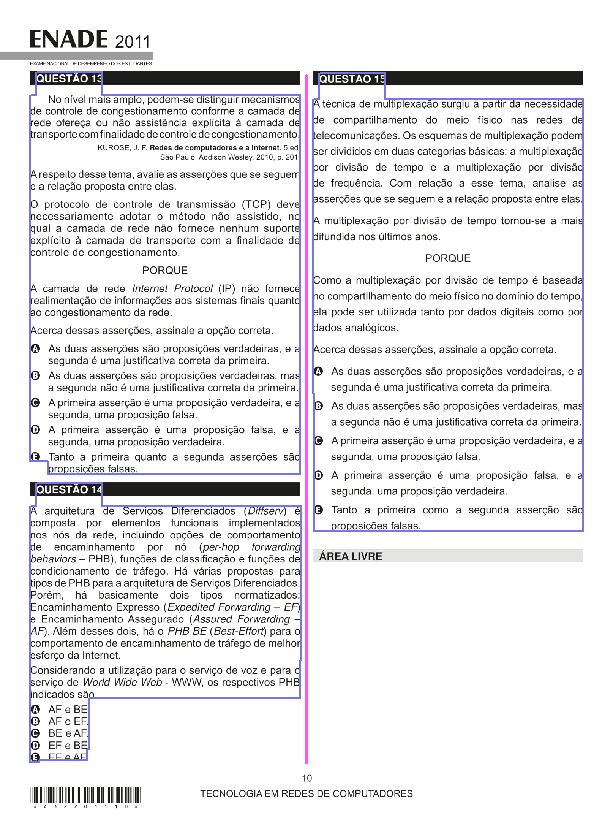 ENADE 2011
EXAME NACIONAL DE DESEMPENHO DOS ESTUDANTES
QUESTÃO 13
No nível mais amplo, podem-se distinguir mecanismos
de controle de congestionamento conforme a camada de
rede ofereça ou não assistência explícita à camada de
transporte com finalidade de controle de congestionamento.
KUROSE, J. F. Redes de computadores e a Internet. 5 ed.
São Paulo: Addison Wesley, 2010, p. 201.
A respeito desse tema, avalie as asserções que se seguem
e a relação proposta entre elas.
O protocolo de controle de transmissão (TCP) deve
necessariamente adotar o método não assistido, no
qual a camada de rede não fornece nenhum suporte
explícito à camada de transporte com a finalidade de
controle de congestionamento.
PORQUE
A camada de rede Internet Protocol (IP) não fornece
realimentação de informações aos sistemas finais quanto
ao congestionamento da rede.
Acerca dessas asserções, assinale a opção correta.
A As duas asserções são proposições verdadeiras, e a
segunda é uma justificativa correta da primeira.
B As duas asserções são proposições verdadeiras, mas
a segunda não é uma justificativa correta da primeira.
C A primeira asserção é uma proposição verdadeira, e a
segunda, uma proposição falsa.
D A primeira asserção é uma proposição falsa, e a
segunda, uma proposição verdadeira.
E Tanto a primeira quanto a segunda asserções são
proposições falsas.
QUESTÃO 14
A arquitetura de Serviços Diferenciados (Diffserv) é
composta por elementos funcionais implementados
nos nós da rede, incluindo opções de comportamento
de encaminhamento por nó (per-hop forwarding
behaviors – PHB), funções de classificação e funções de
condicionamento de tráfego. Há várias propostas para
tipos de PHB para a arquitetura de Serviços Diferenciados.
Porém, há basicamente dois tipos normatizados:
Encaminhamento Expresso (Expedited Forwarding – EF)
e Encaminhamento Assegurado (Assured Forwarding –
AF). Além desses dois, há o PHB BE (Best-Effort) para o
comportamento de encaminhamento de tráfego de melhor
esforço da Internet.
Considerando a utilização para o serviço de voz e para o
serviço de World Wide Web - WWW, os respectivos PHB
indicados são
A AF e BE.
B AF e EF.
C BE e AF.
D EF e BE.
E EF e AF.
QUESTÃO 15
A técnica de multiplexação surgiu a partir da necessidade
de compartilhamento do meio físico nas redes de
telecomunicações. Os esquemas de multiplexação podem
ser divididos em duas categorias básicas: a multiplexação
por divisão de tempo e a multiplexação por divisão
de frequência. Com relação a esse tema, analise as
asserções que se seguem e a relação proposta entre elas.
A multiplexação por divisão de tempo tornou-se a mais
difundida nos últimos anos.
PORQUE
Como a multiplexação por divisão de tempo é baseada
no compartilhamento do meio físico no domínio do tempo,
ela pode ser utilizada tanto por dados digitais como por
dados analógicos.
Acerca dessas asserções, assinale a opção correta.
A As duas asserções são proposições verdadeiras, e a
segunda é uma justificativa correta da primeira.
B As duas asserções são proposições verdadeiras, mas
a segunda não é uma justificativa correta da primeira.
C A primeira asserção é uma proposição verdadeira, e a
segunda, uma proposição falsa.
D A primeira asserção é uma proposição falsa, e a
segunda, uma proposição verdadeira.
E Tanto a primeira como a segunda asserção são
proposições falsas.
ÁREA LIVRE
10
TECNOLOGIA EM REDES DE COMPUTADORES